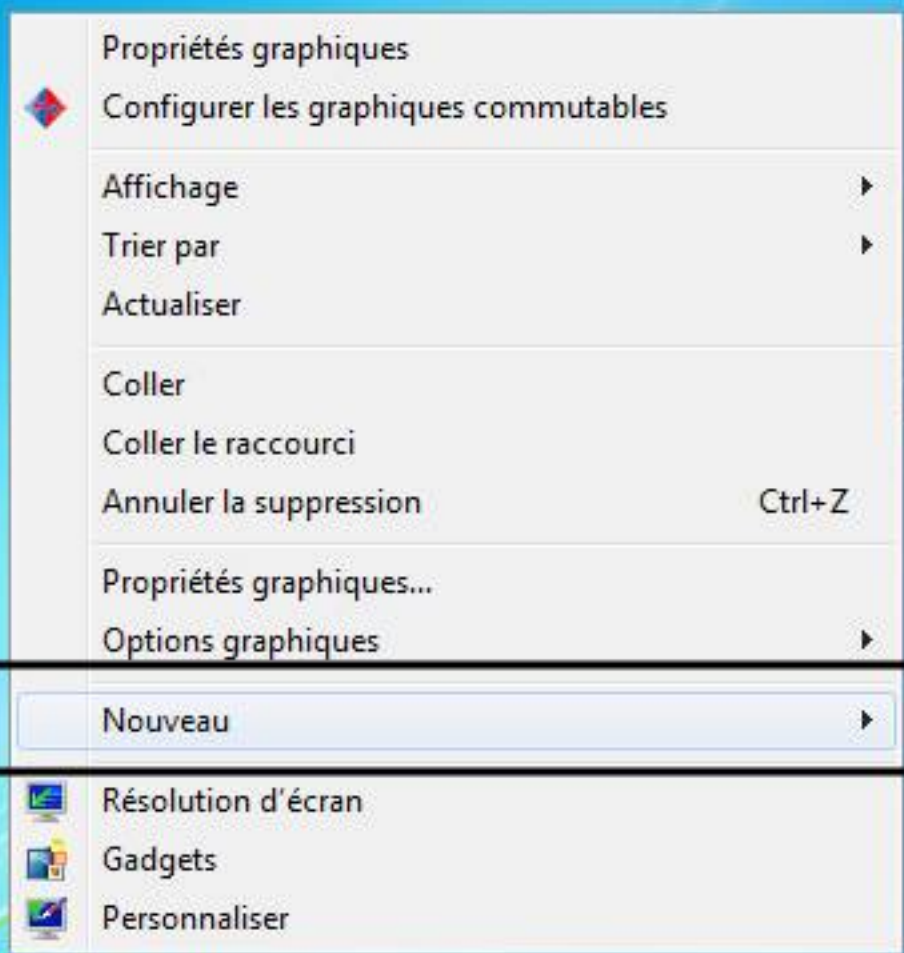 Propriétés graphiques
Configurer les graphiques commutables
Affichage
Trier par
Actualiser
Coller
Coller le raccourci
Annuler la suppression Ctrl+Z
Propriétés graphiques...
Options graphiques
Nouveau
Résolution d'écran
Gadgets
Personnaliser